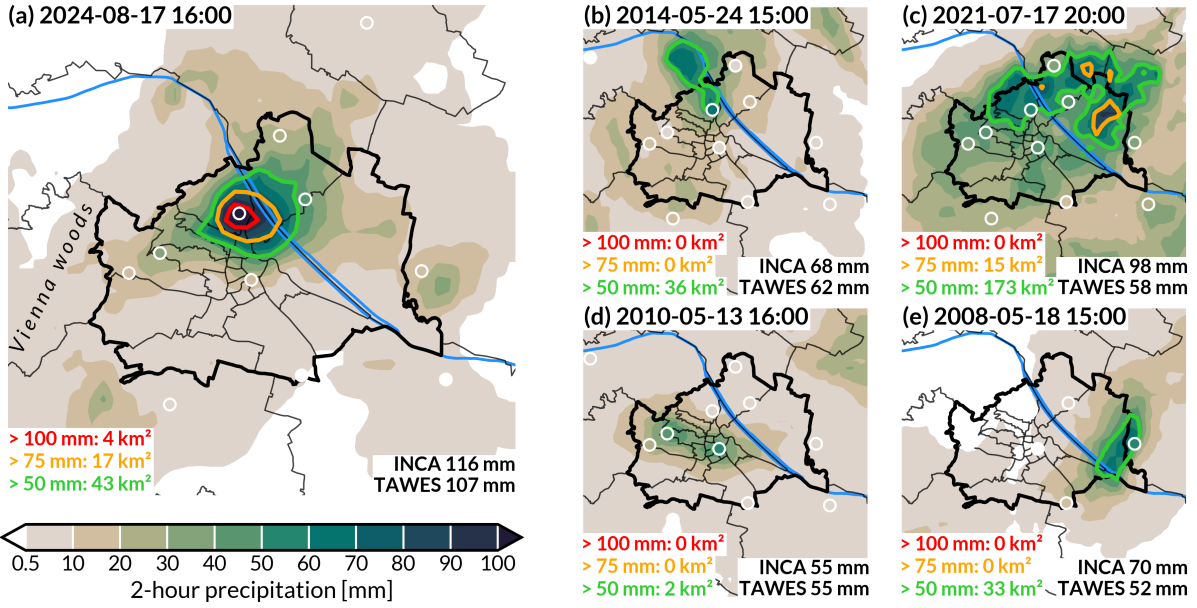 (a) 2024-08-17 16:00
Vienna woods
> 100 mm: 4 km²
> 75 mm: 17 km²
> 50 mm: 43 km²
INCA 116 mm
TAWES 107 mm
0.5 10 20 30 40 50 60 70 80 90 100
2-hour precipitation [mm]
(b) 2014-05-24 15:00
> 100 mm: 0 km²
> 75 mm: 0 km²
> 50 mm: 36 km²
INCA 68 mm
TAWES 62 mm
(c) 2021-07-17 20:00
> 100 mm: 0 km²
> 75 mm: 15 km²
> 50 mm: 173 km²
INCA 98 mm
TAWES 58 mm
(d) 2010-05-13 16:00
> 100 mm: 0 km²
> 75 mm: 0 km²
> 50 mm: 2 km²
INCA 55 mm
TAWES 55 mm
(e) 2008-05-18 15:00
> 100 mm: 0 km²
> 75 mm: 0 km²
> 50 mm: 33 km²
INCA 70 mm
TAWES 52 mm